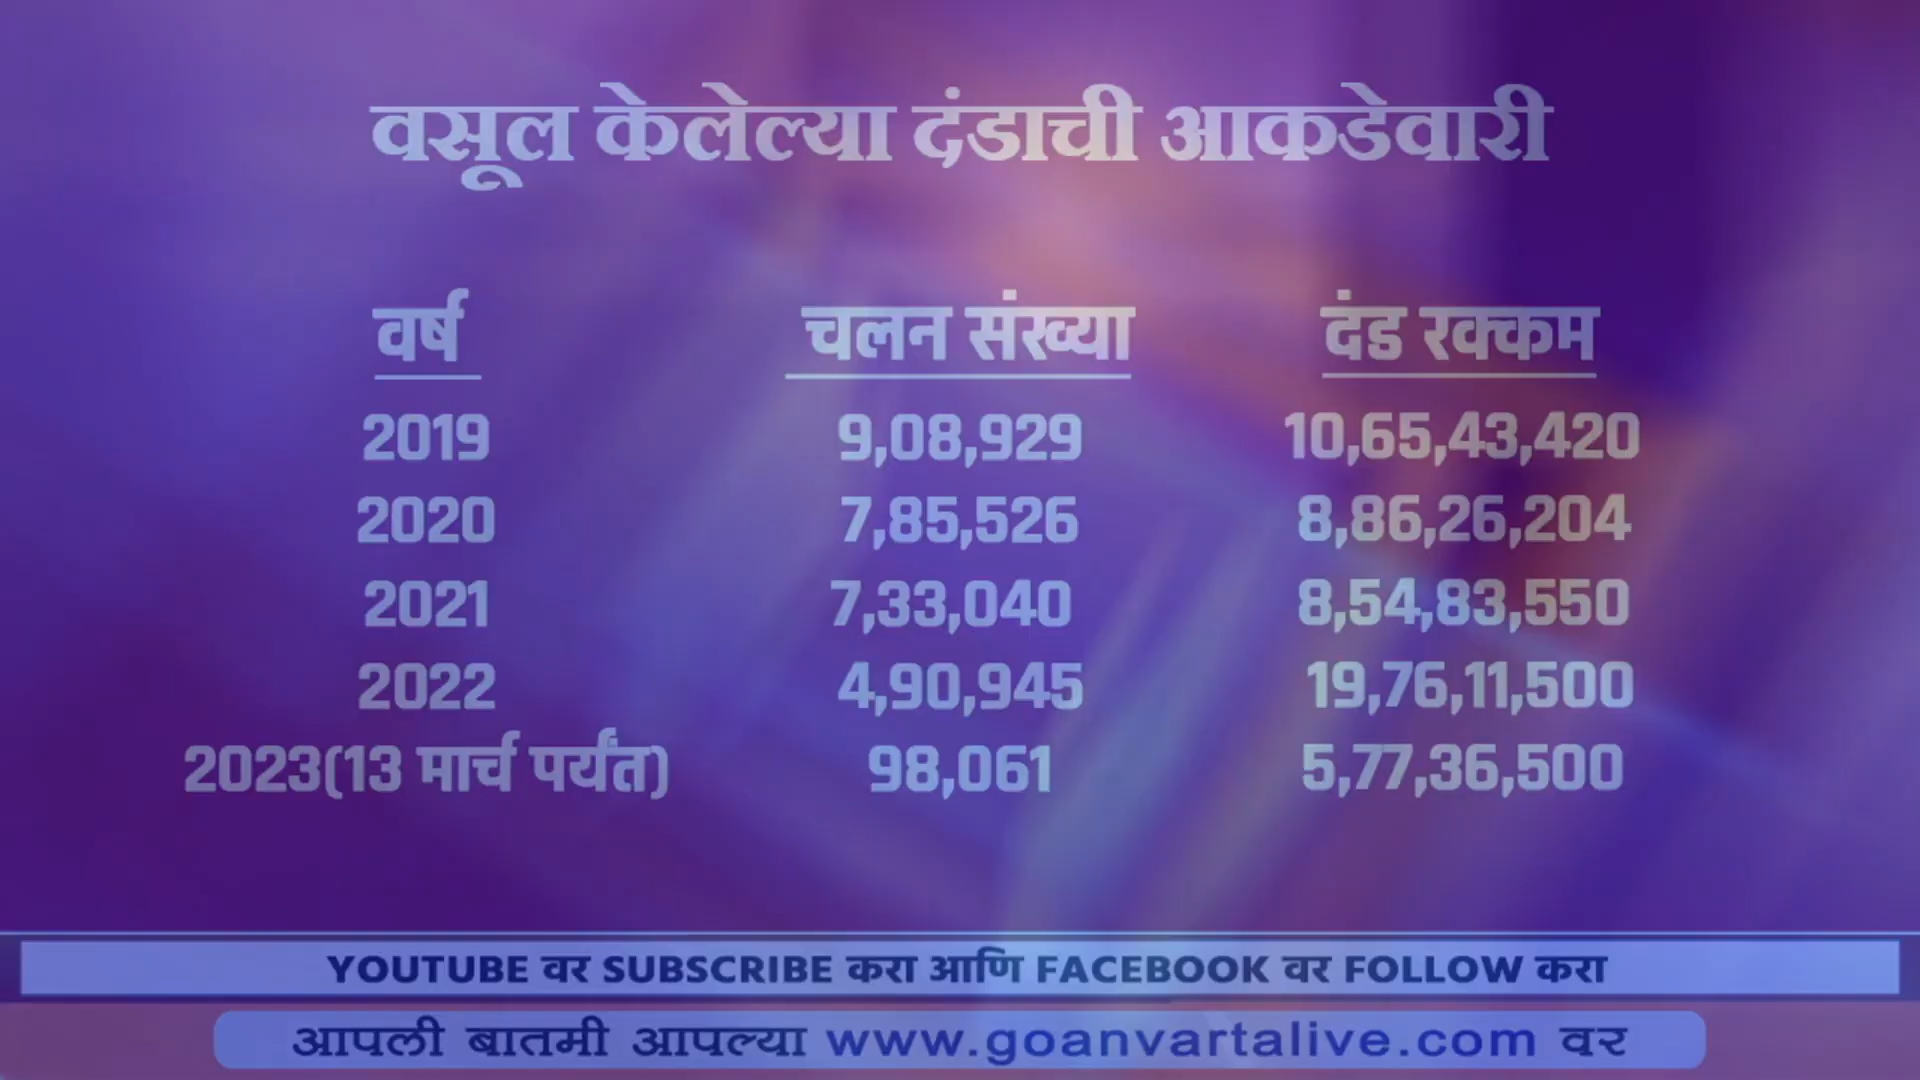 वसूल केलेल्या दंडाची आकडेवारी
वर्ष चलन संख्या दंड रक्कम
2019 9,08,929 10,65,43,420
2020 7,85,526 8,86,26,204
2021 7,33,040 8,54,83,550
2022 4,90,945 19,76,11,500
2023(13 मार्च पर्यंत) 98,061 5,77,36,500
YOUTUBE वर SUBSCRIBE करा आणि FACEBOOK वर FOLLOW करा
आपली बातमी आपल्या www.goanvartalive.com वर